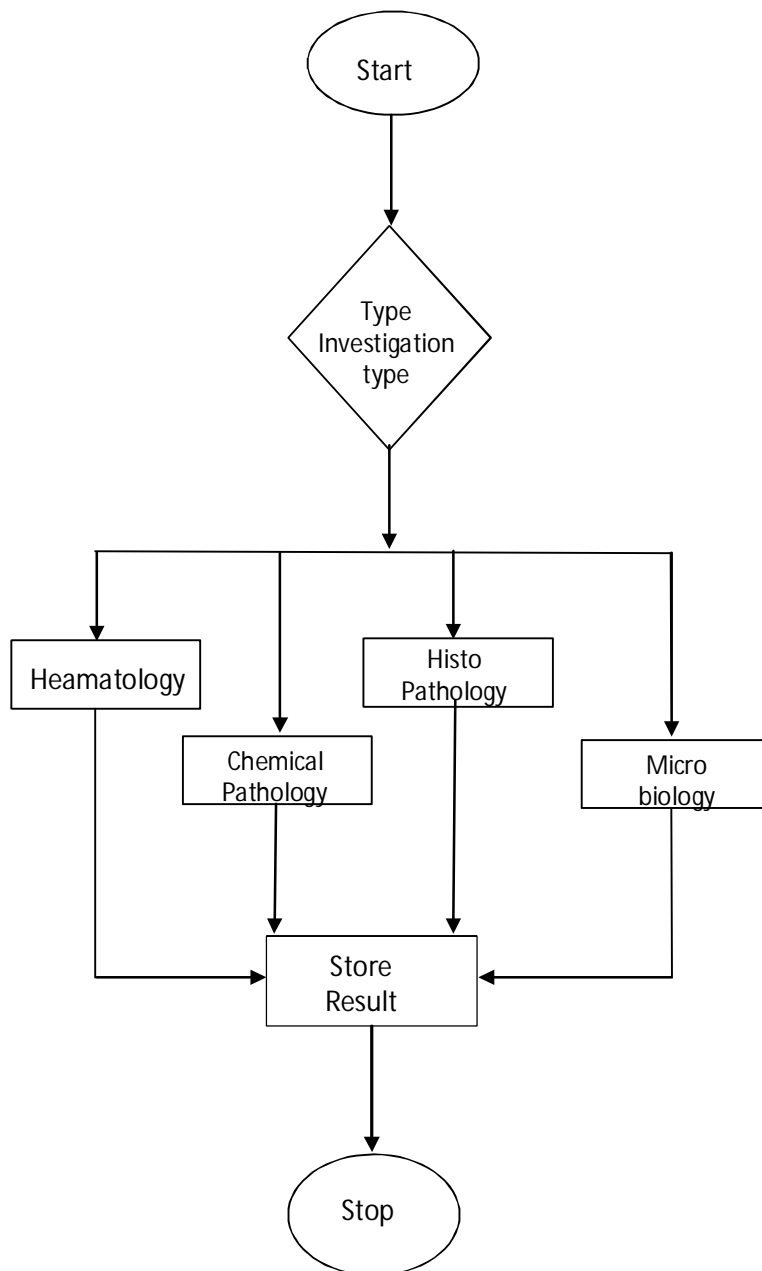 Start
Type
Investigation
type
Heamatology
Histo
Pathology
Chemical
Pathology
Micro
biology
Store
Result
Stop